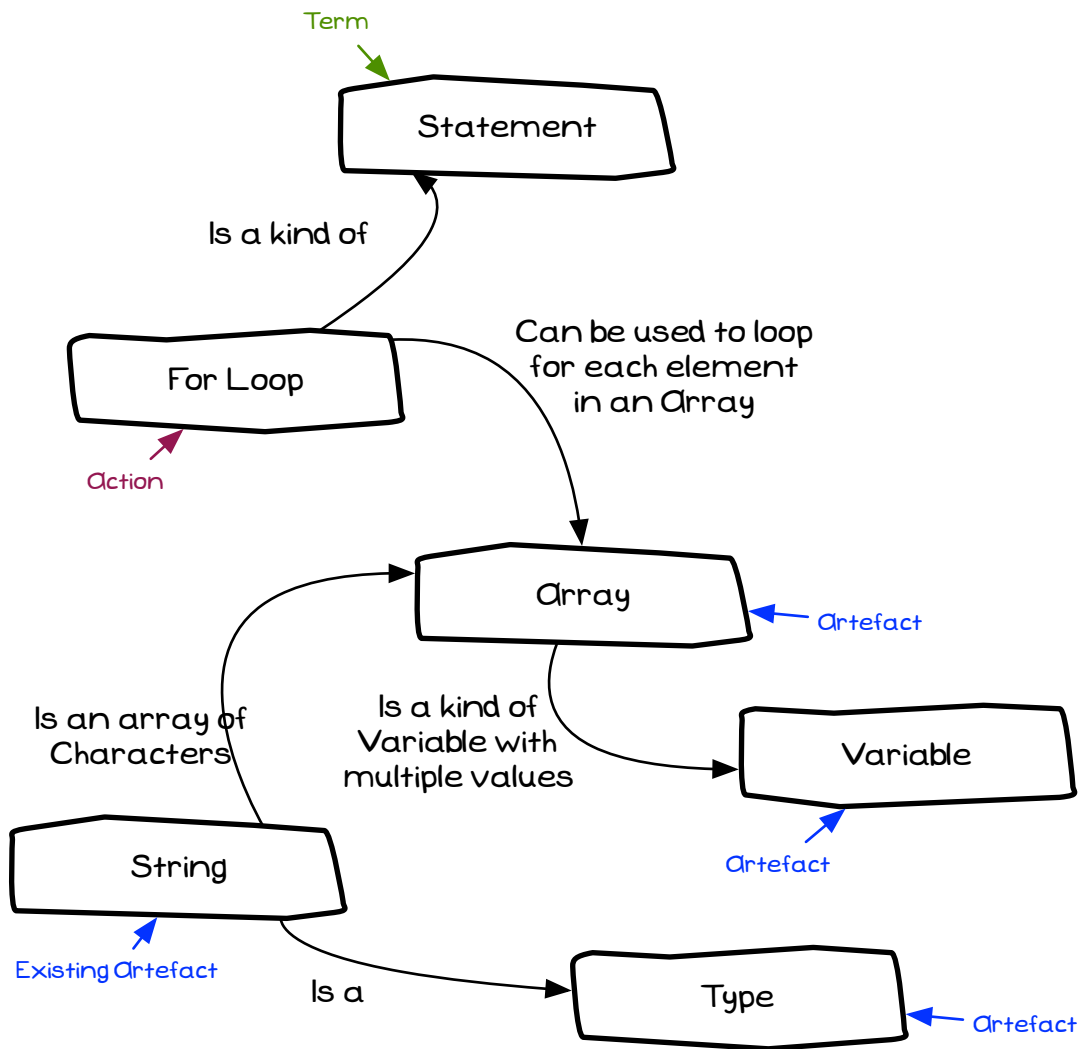 Term
Statement
Is a kind of
Can be used to loop
for each element
in an Array
For Loop
Action
Array
Artefact
Is an array of
Characters
Is a kind of
Variable with
multiple values
Variable
Artefact
String
Existing Artefact
Is a
Type
Artefact